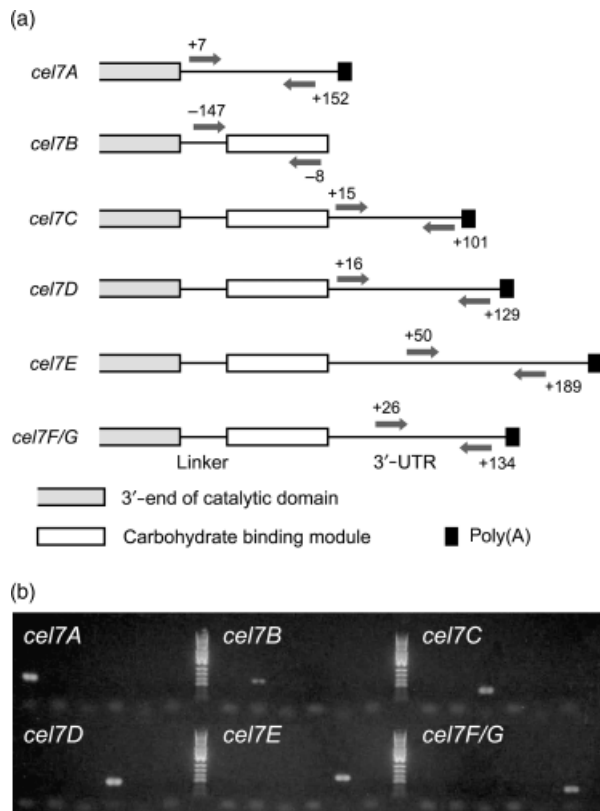 (a)
+7
cel7A
+152
–147
cel7B
–8
+15
cel7C
+101
+16
cel7D
+129
+50
cel7E
+189
+26
cel7F/G
+134
Linker 3′–UTR
3′–end of catalytic domain
Carbohydrate binding module Poly(A)
(b)
cel7A cel7B cel7C
cel7D cel7E cel7F/G